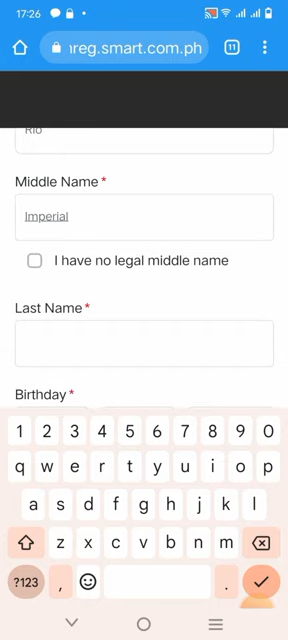 17:26
nreg.smart.com.ph
11
Rio
Middle Name *
Imperial
I have no legal middle name
Last Name *
Birthday *
1 2 3 4 5 6 7 8 9 0
q w e r t y u i o p
a s d f g h j k l
z x c v b n m
?123 , .